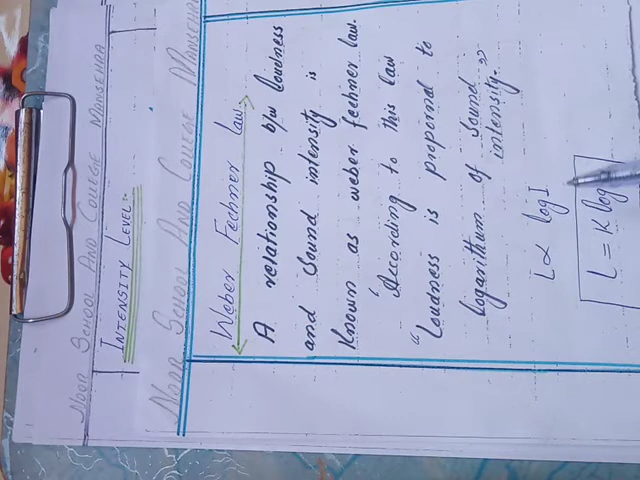 Noor School And College Mansehra
Intensity Level:
Noor School And College Mansehra
Weber Fechner Law
A relationship b/w loudness
and Sound intensity is
known as weber fechner law.
"According to this law
"Loudness is propornal to
logarithum of Sound
intensity."
L ∝ log I
L = K log